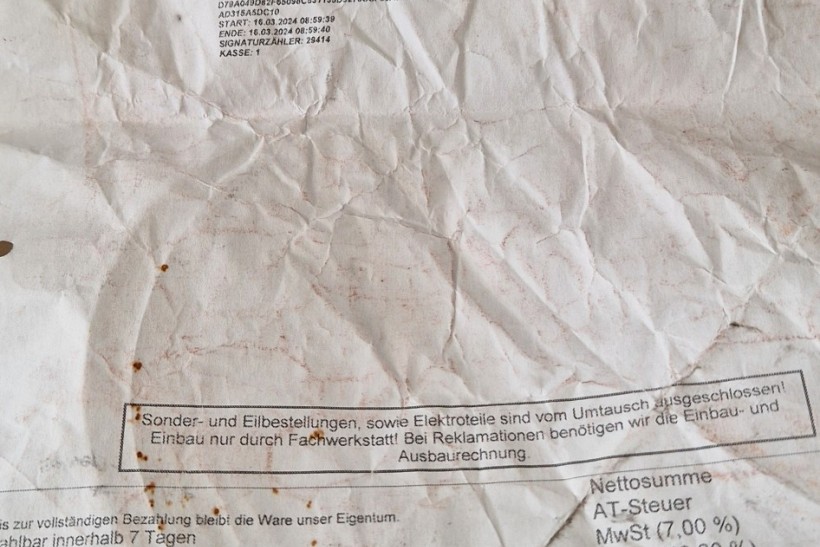 AD315A5DC10
START: 16.03.2024 08:59:39
ENDE: 16.03.2024 08:59:40
SIGNATURZÄHLER: 29414
KASSE: 1
Sonder- und Eilbestellungen, sowie Elektroteile sind vom Umtausch ausgeschlossen!
Einbau nur durch Fachwerkstatt! Bei Reklamationen benötigen wir die Einbau- und
Ausbaurechnung.
Nettosumme
AT-Steuer
MwSt (7,00 %)
is zur vollständigen Bezahlung bleibt die Ware unser Eigentum.
ahlbar innerhalb 7 Tagen